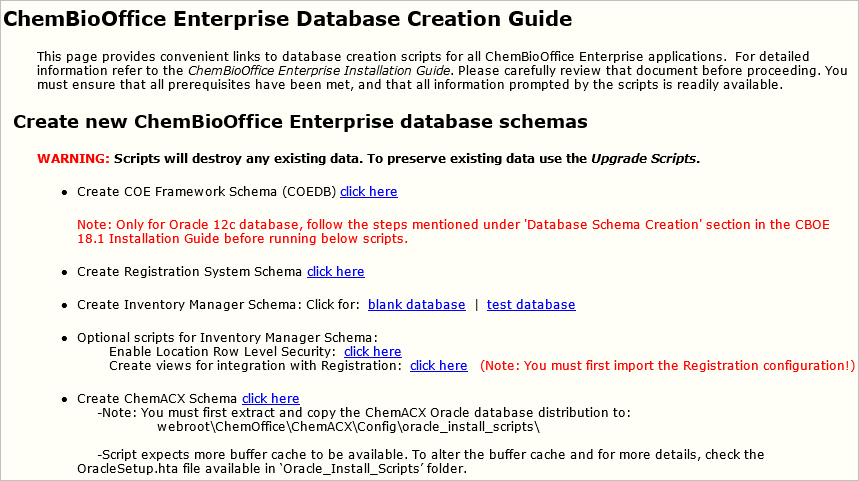 ChemBioOffice Enterprise Database Creation Guide
This page provides convenient links to database creation scripts for all ChemBioOffice Enterprise applications.  For detailed
information refer to the ChemBioOffice Enterprise Installation Guide. Please carefully review that document before proceeding. You
must ensure that all prerequisites have been met, and that all information prompted by the scripts is readily available.
Create new ChemBioOffice Enterprise database schemas
WARNING: Scripts will destroy any existing data. To preserve existing data use the Upgrade Scripts.
• Create COE Framework Schema (COEDB) click here
Note: Only for Oracle 12c database, follow the steps mentioned under 'Database Schema Creation' section in the CBOE
18.1 Installation Guide before running below scripts.
• Create Registration System Schema click here
• Create Inventory Manager Schema: Click for:  blank database  |  test database
• Optional scripts for Inventory Manager Schema:
Enable Location Row Level Security:  click here
Create views for integration with Registration:  click here   (Note: You must first import the Registration configuration!)
• Create ChemACX Schema click here
-Note: You must first extract and copy the ChemACX Oracle database distribution to:
webroot\ChemOffice\ChemACX\Config\oracle_install_scripts\
-Script expects more buffer cache to be available. To alter the buffer cache and for more details, check the
OracleSetup.hta file available in ‘Oracle_Install_Scripts’ folder.